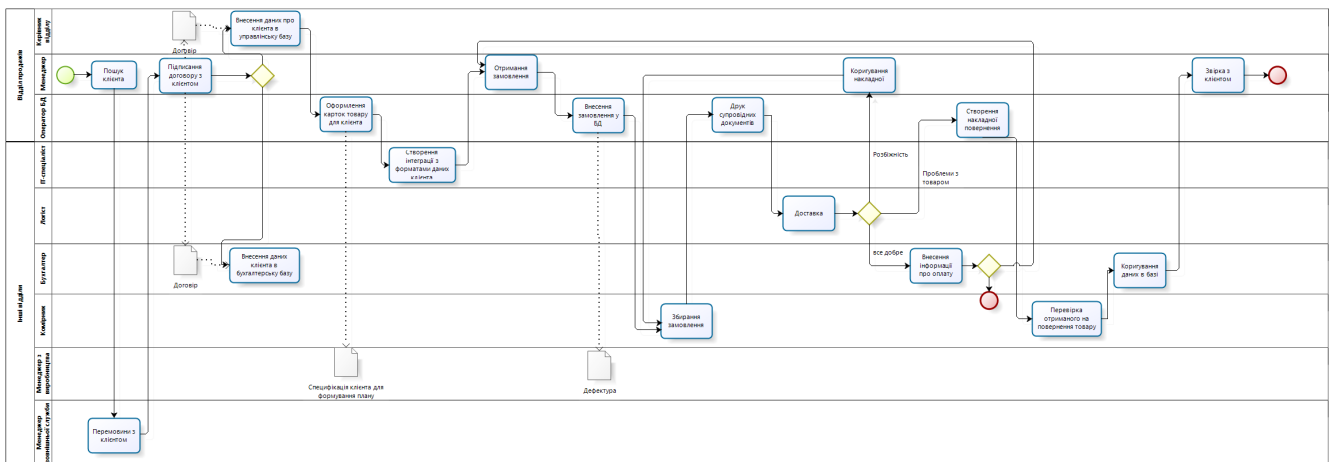 Відділ продажів
Керівник
відділу
Менеджер
Оператор БД
Інші відділи
ІТ-спеціаліст
Логіст
Бухгалтер
Комірник
Менеджер з
виробництва
Менеджер
зовнішньої служби
Договір
Внесення даних про
клієнта в
управлінську базу
Пошук
клієнта
Підписання
договору з
клієнтом
Отримання
замовлення
Коригування
накладної
Звірка з
клієнтом
Оформлення
карток товару
для клієнта
Внесення
замовлення у
БД
Друк
супровідних
документів
Створення
накладної
повернення
Створення
інтеграції з
форматами даних
клієнта
Розбіжність
Проблеми з
товаром
Доставка
все добре
Договір
Внесення даних
клієнта в
бухгалтерську базу
Внесення
інформації
про оплату
Коригування
даних в базі
Збирання
замовлення
Перевірка
отриманого на
повернення товару
Специфікація клієнта для
формування плану
Дефектура
Перемовини з
клієнтом